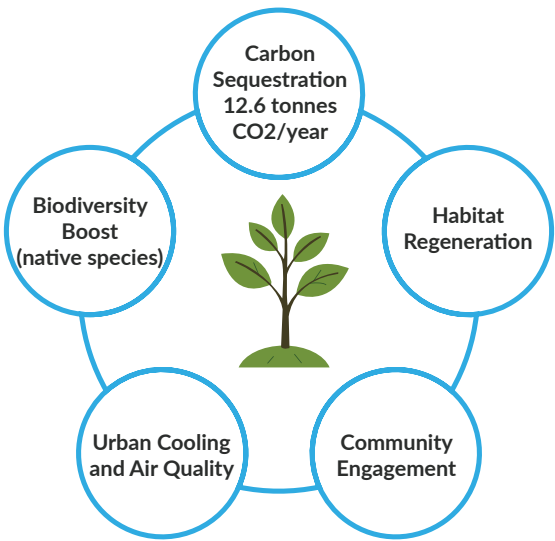 Carbon
Sequestration
12.6 tonnes
CO2/year
Biodiversity
Boost
(native species)
Habitat
Regeneration
Urban Cooling
and Air Quality
Community
Engagement